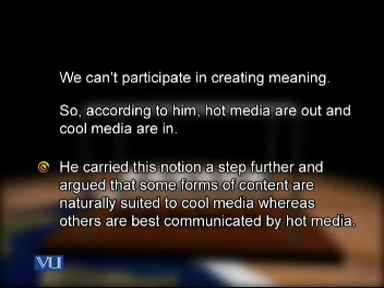 We can't participate in creating meaning.
So, according to him, hot media are out and
cool media are in.
He carried this notion a step further and
argued that some forms of content are
naturally suited to cool media whereas
others are best communicated by hot media.
VU